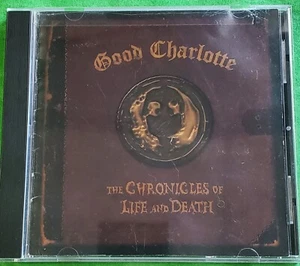 Good Charlotte
THE CHRONICLES OF
LIFE AND DEATH